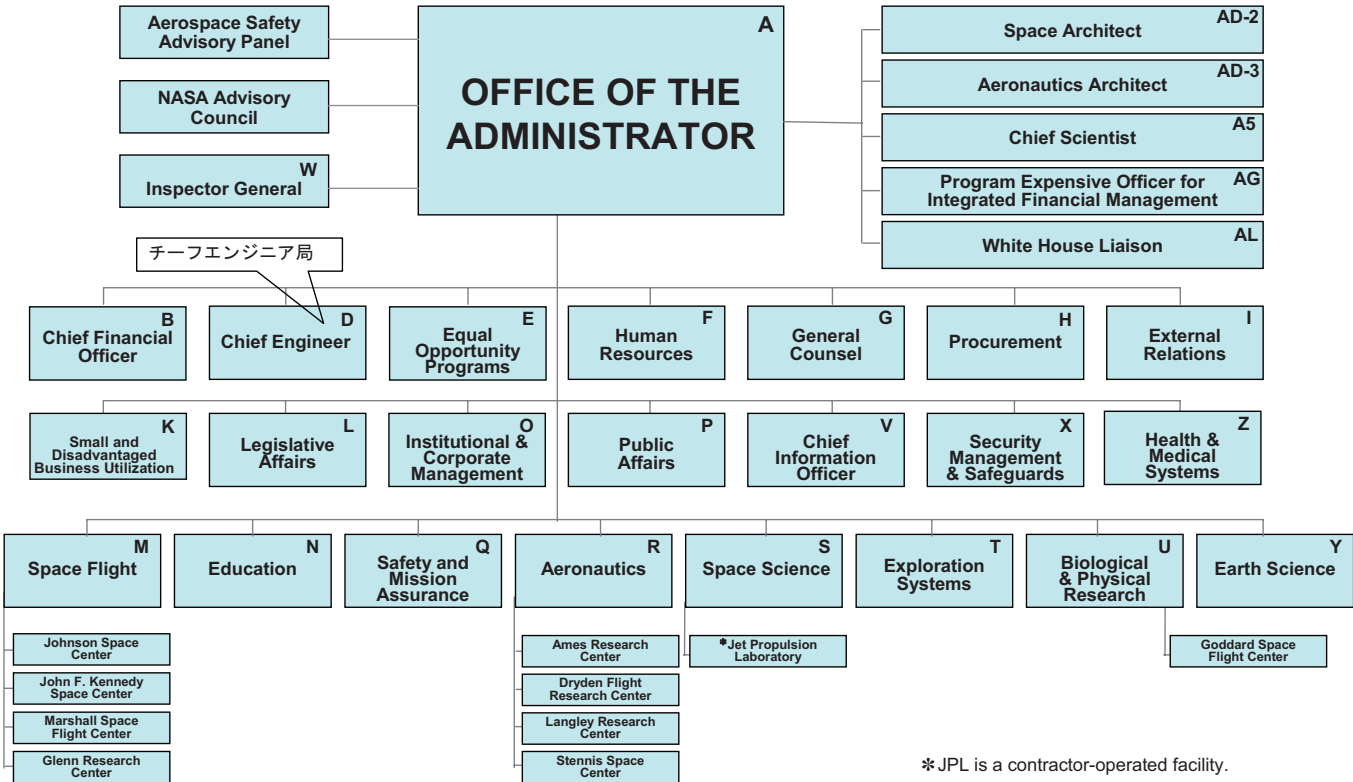 Aerospace Safety
Advisory Panel
NASA Advisory
Council
W
Inspector General
A
OFFICE OF THE
ADMINISTRATOR
AD-2
Space Architect
AD-3
Aeronautics Architect
A5
Chief Scientist
AG
Program Expensive Officer for
Integrated Financial Management
AL
White House Liaison
チーフエンジニア局
B
Chief Financial
Officer
D
Chief Engineer
E
Equal
Opportunity
Programs
F
Human
Resources
G
General
Counsel
H
Procurement
I
External
Relations
K
Small and
Disadvantaged
Business Utilization
L
Legislative
Affairs
O
Institutional &
Corporate
Management
P
Public
Affairs
V
Chief
Information
Officer
X
Security
Management
& Safeguards
Z
Health &
Medical
Systems
M
Space Flight
N
Education
Q
Safety and
Mission
Assurance
R
Aeronautics
S
Space Science
T
Exploration
Systems
U
Biological
& Physical
Research
Y
Earth Science
Johnson Space
Center
John F. Kennedy
Space Center
Marshall Space
Flight Center
Glenn Research
Center
Ames Research
Center
Dryden Flight
Research Center
Langley Research
Center
Stennis Space
Center
*Jet Propulsion
Laboratory
Goddard Space
Flight Center
*JPL is a contractor-operated facility.